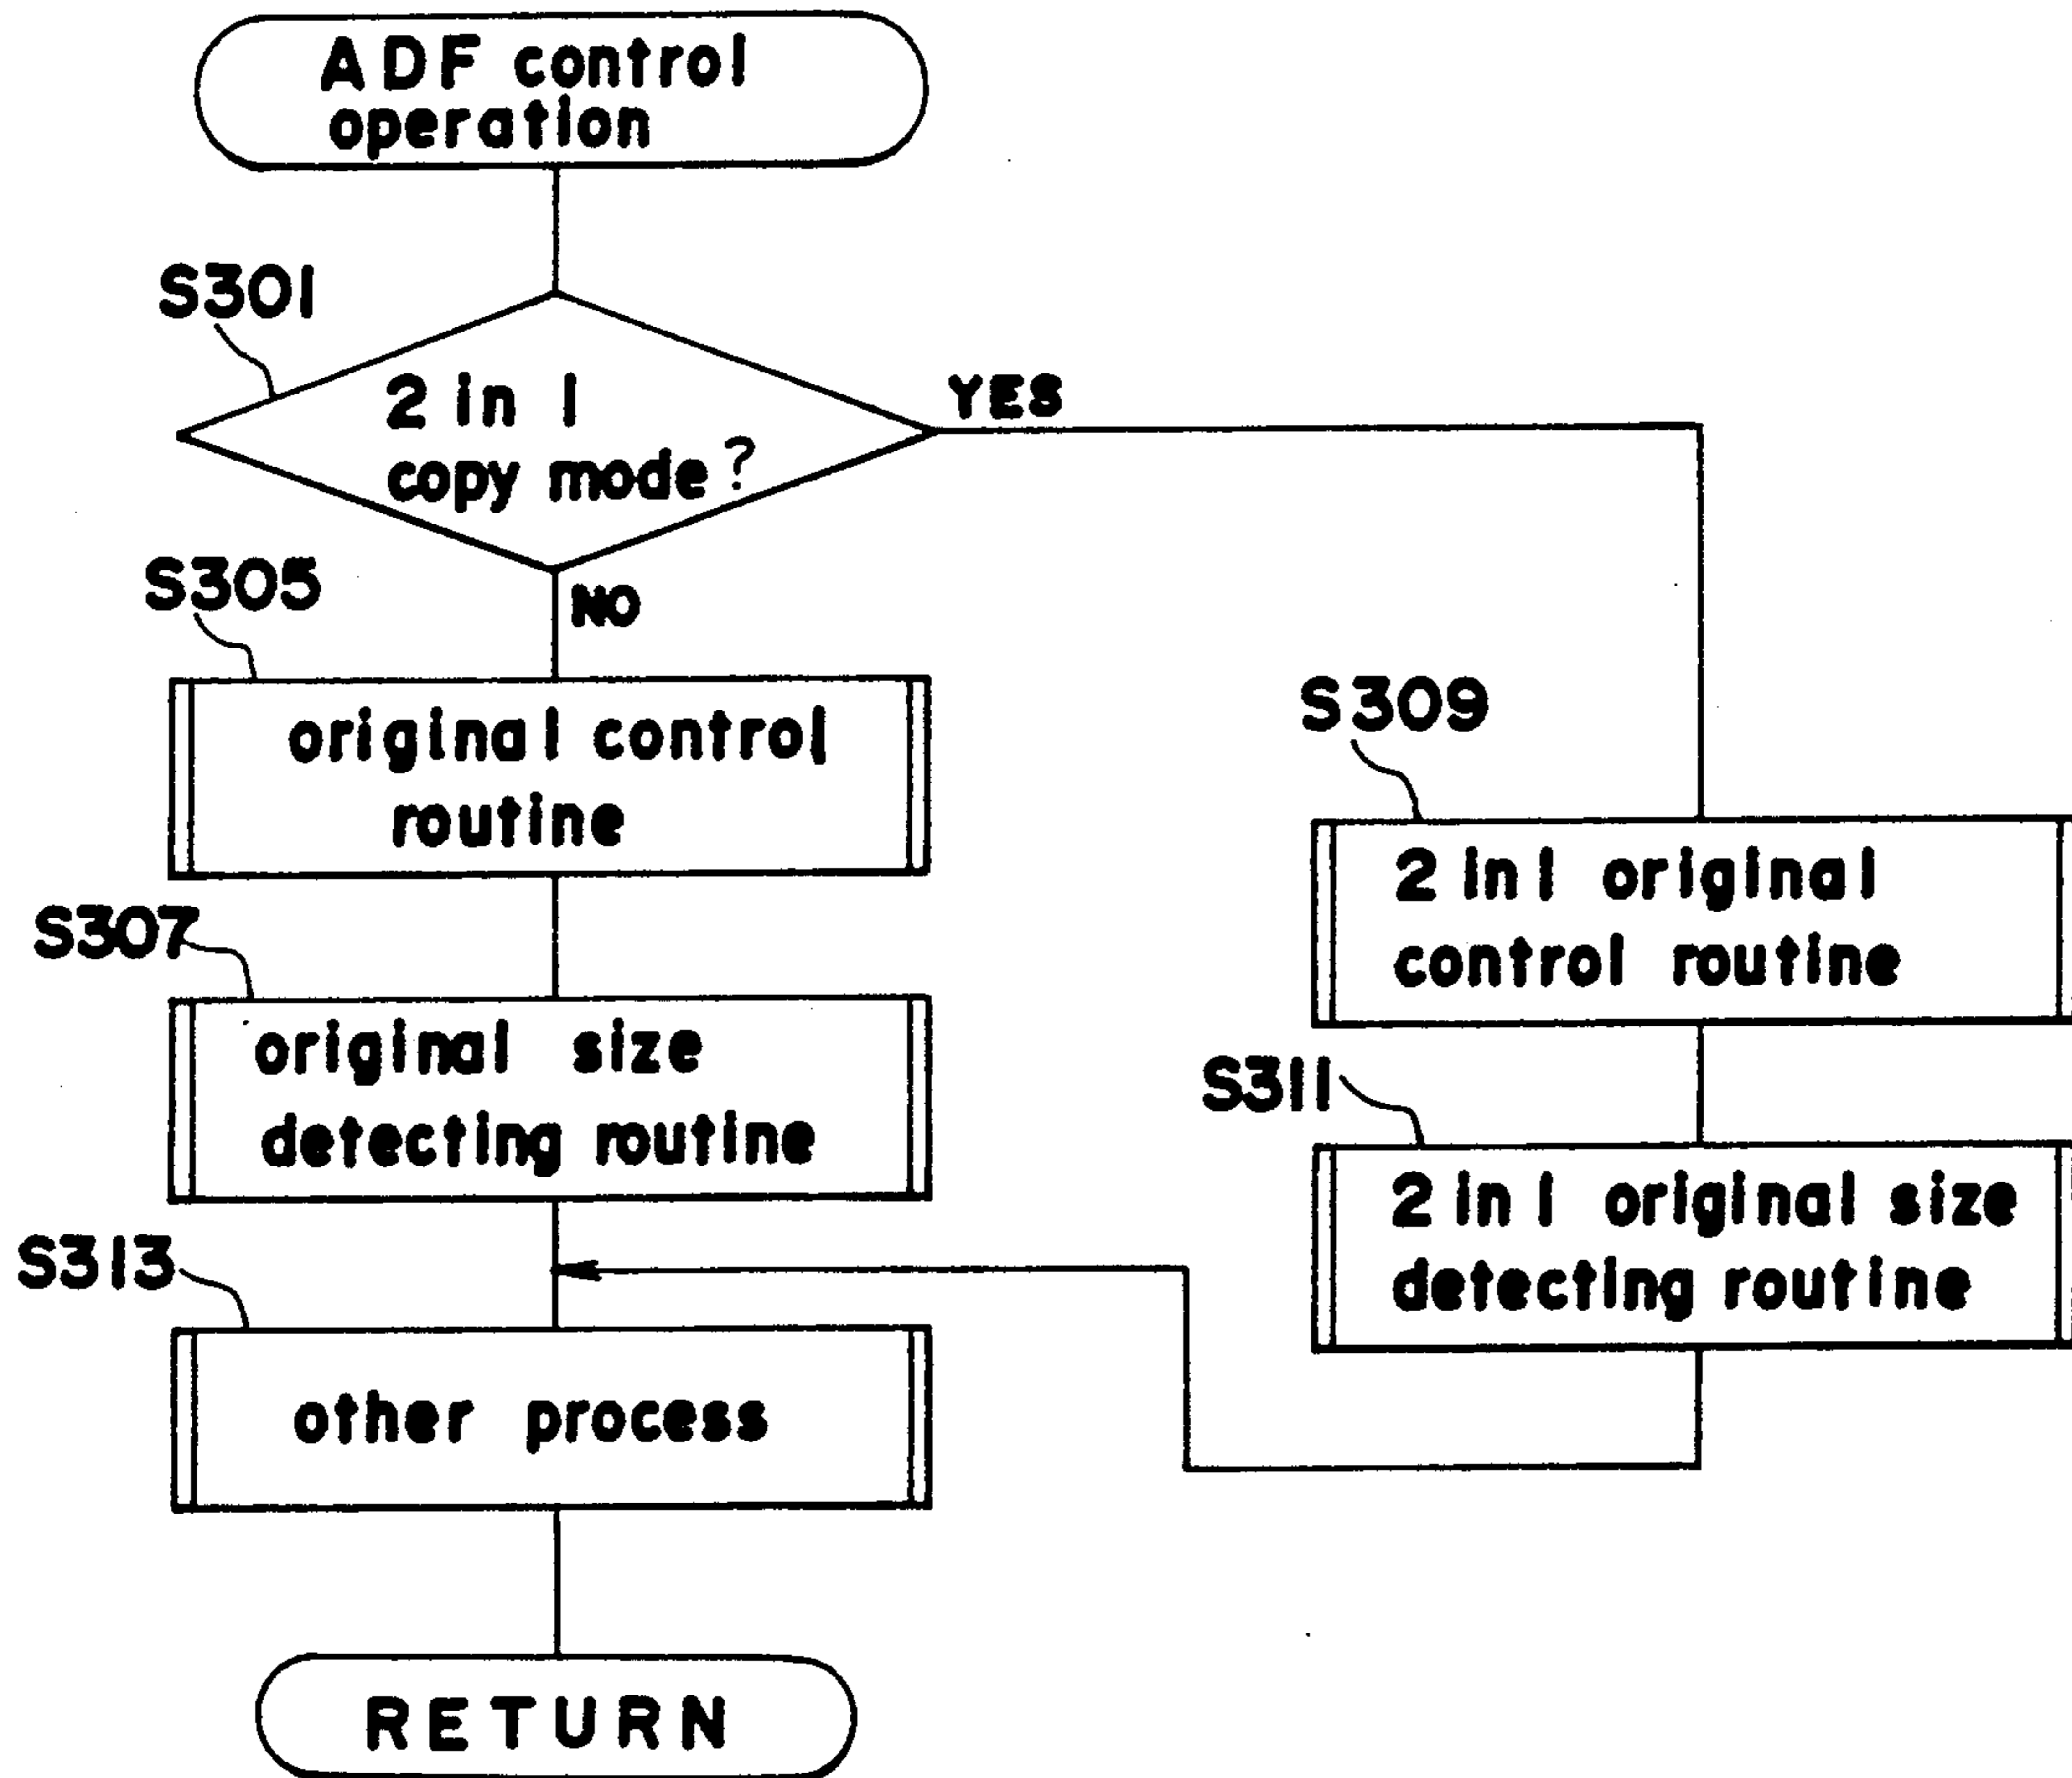 ADF control
operation
S301
2 in 1
copy mode?
YES
NO
S305
original control
routine
S307
original size
detecting routine
S309
2 in 1 original
control routine
S311
2 in 1 original size
detecting routine
S313
other process
RETURN